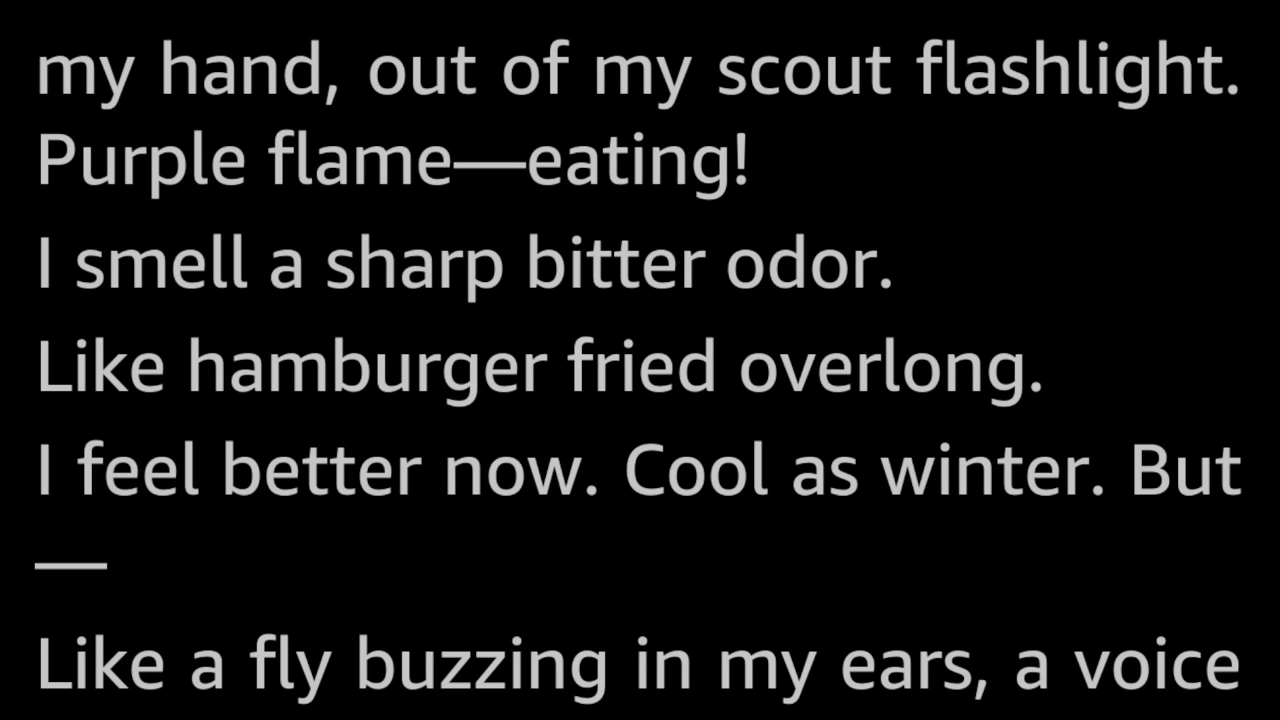 my hand, out of my scout flashlight.
Purple flame—eating!
I smell a sharp bitter odor.
Like hamburger fried overlong.
I feel better now. Cool as winter. But
—
Like a fly buzzing in my ears, a voice